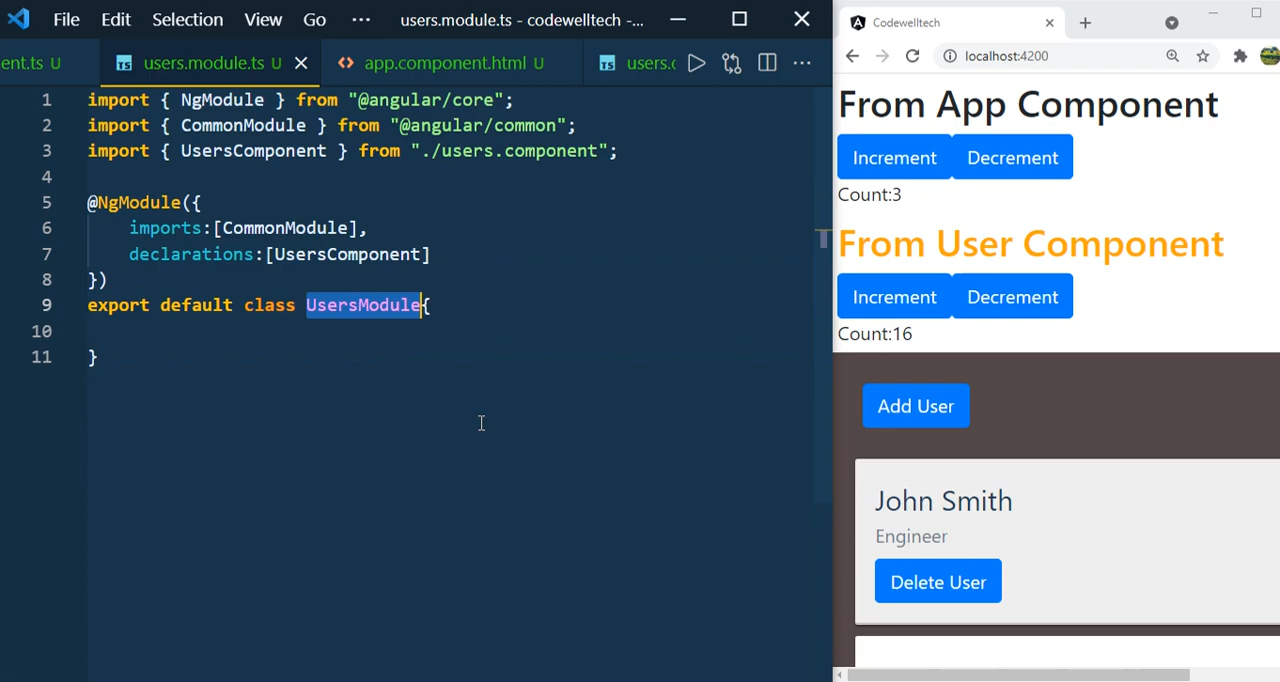 File Edit Selection View Go ··· users.module.ts - codewelltech -...
ent.ts U users.module.ts U app.component.html U users.c
1 import { NgModule } from "@angular/core";
2 import { CommonModule } from "@angular/common";
3 import { UsersComponent } from "./users.component";
4
5 @NgModule({
6 imports:[CommonModule],
7 declarations:[UsersComponent]
8 })
9 export default class UsersModule{
10
11 }
Codewelltech
localhost:4200
From App Component
Increment Decrement
Count:3
From User Component
Increment Decrement
Count:16
Add User
John Smith
Engineer
Delete User